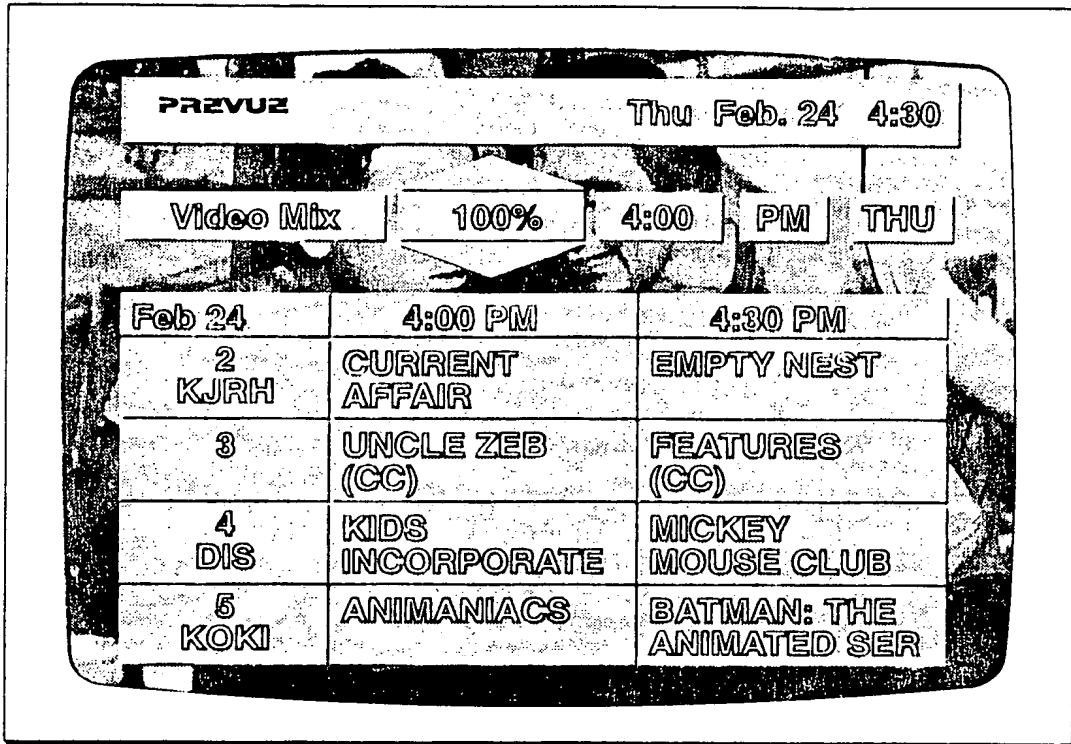 PREVUE
Thu Feb. 24 4:30
Video Mix 100% 4:00 PM THU
Feb 24 4:00 PM 4:30 PM
2 KJRH CURRENT AFFAIR EMPTY NEST
3 UNCLE ZEB (CC) FEATURES (CC)
4 DIS KIDS INCORPORATE MICKEY MOUSE CLUB
5 KOKI ANIMANIACS BATMAN: THE ANIMATED SER